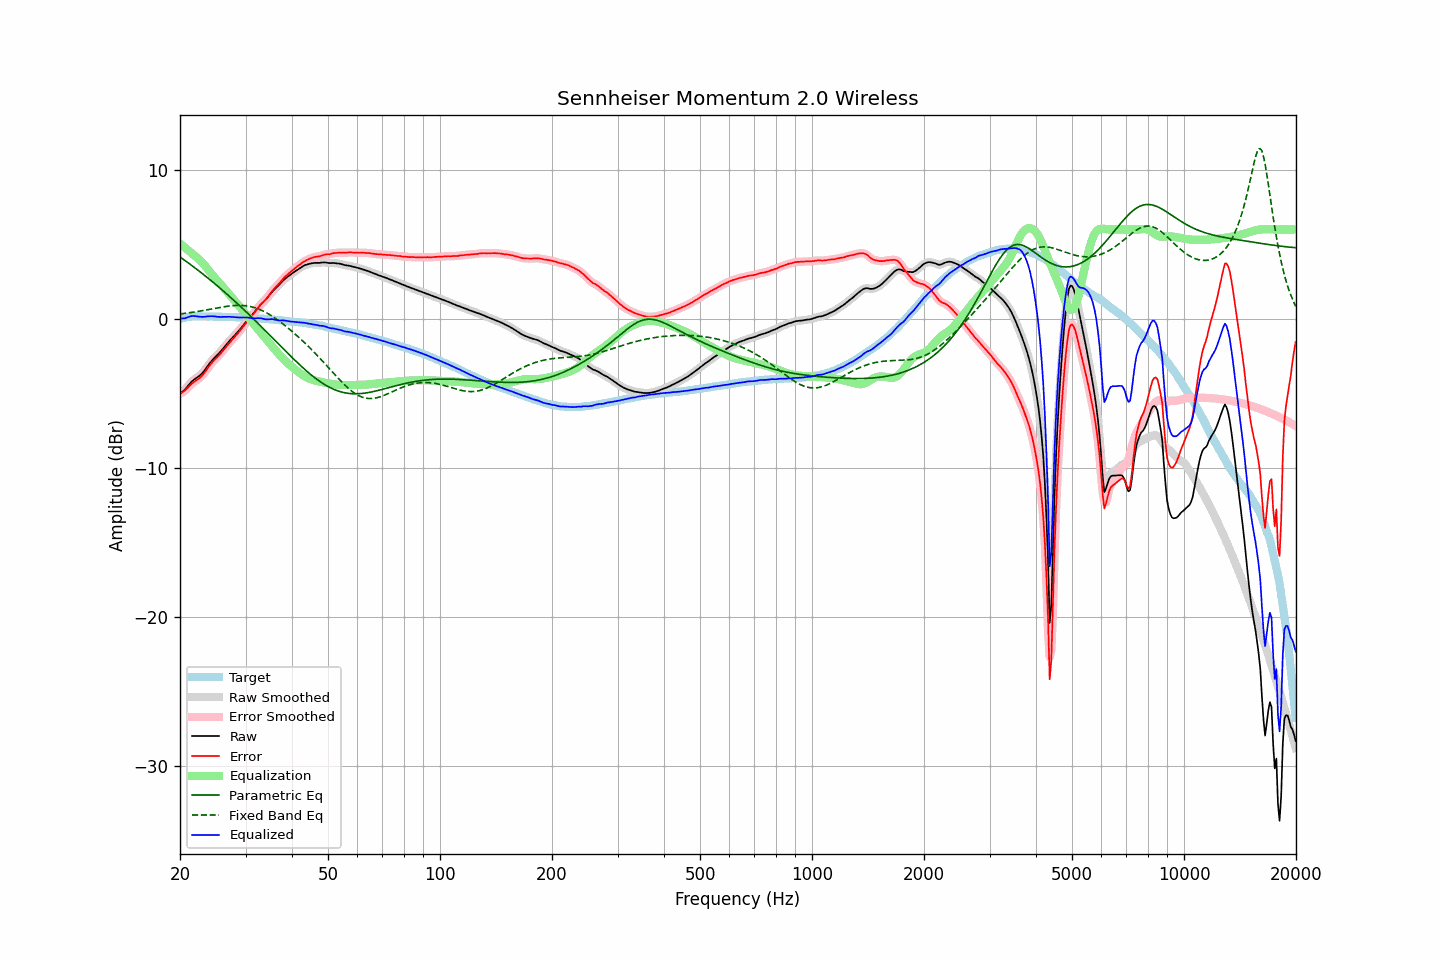 Sennheiser Momentum 2.0 Wireless
Amplitude (dBr)
10
0
−10
−20
−30
Target
Raw Smoothed
Error Smoothed
Raw
Error
Equalization
Parametric Eq
Fixed Band Eq
Equalized
20 50 100 200 500 1000 2000 5000 10000 20000
Frequency (Hz)